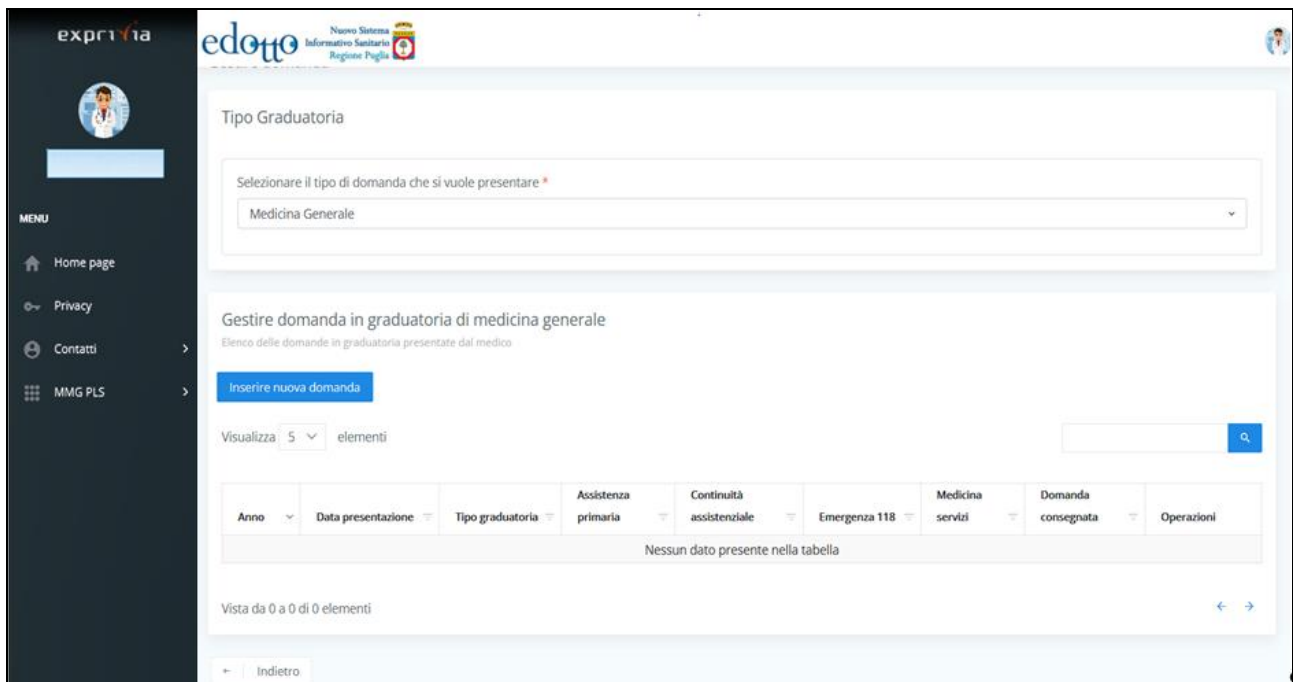 exprivia
edotto
Nuovo Sistema
Informativo Sanitario
Regione Puglia
MENU
Home page
Privacy
Contatti
MMG PLS
Tipo Graduatoria
Selezionare il tipo di domanda che si vuole presentare *
Medicina Generale
Gestire domanda in graduatoria di medicina generale
Elenco delle domande in graduatoria presentate dal medico
Inserire nuova domanda
Visualizza 5 elementi
Anno Data presentazione Tipo graduatoria Assistenza primaria Continuità assistenziale Emergenza 118 Medicina servizi Domanda consegnata Operazioni
Nessun dato presente nella tabella
Vista da 0 a 0 di 0 elementi
Indietro